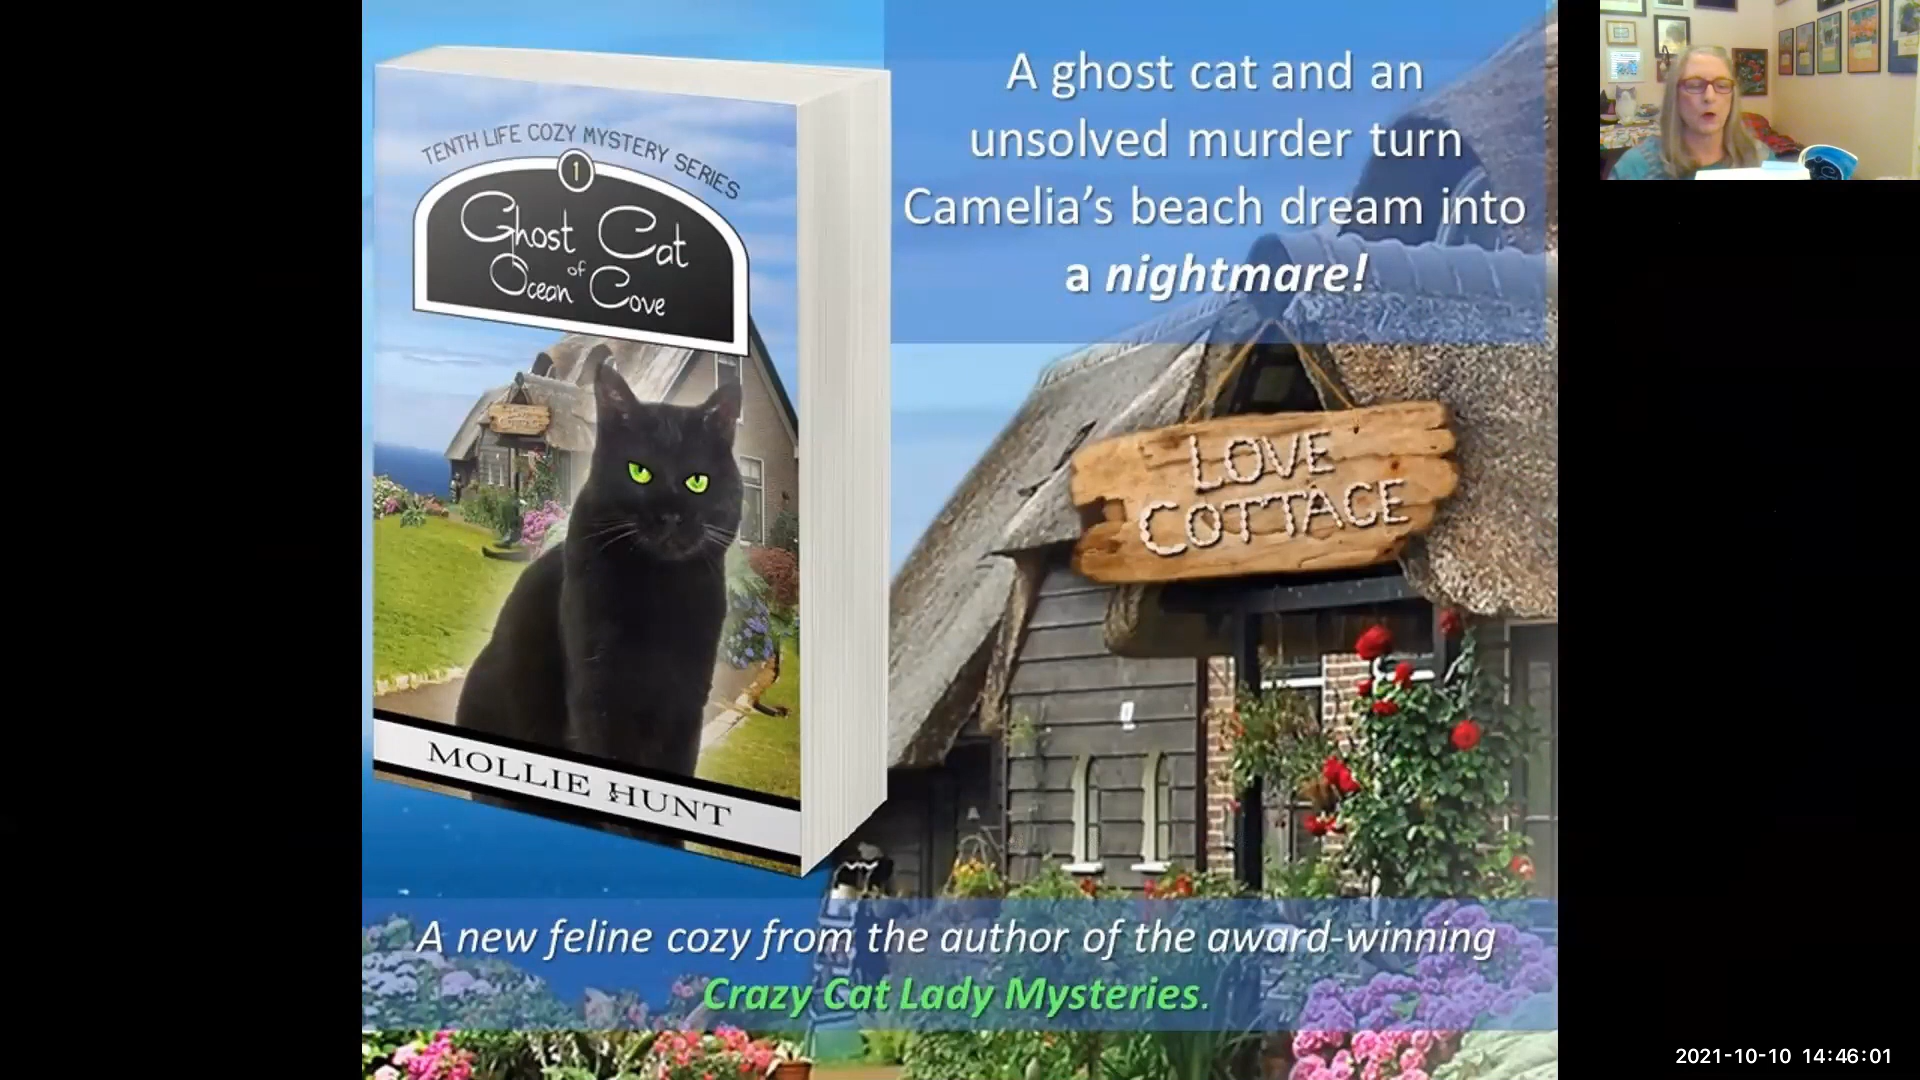 TENTH LIFE COZY MYSTERY SERIES
1
Ghost Cat
of
Ocean Cove
LOVE
COTTAGE
MOLLIE HUNT
A ghost cat and an
unsolved murder turn
Camelia’s beach dream into
a nightmare!
LOVE
COTTAGE
A new feline cozy from the author of the award-winning
Crazy Cat Lady Mysteries.
2021-10-10 14:46:01